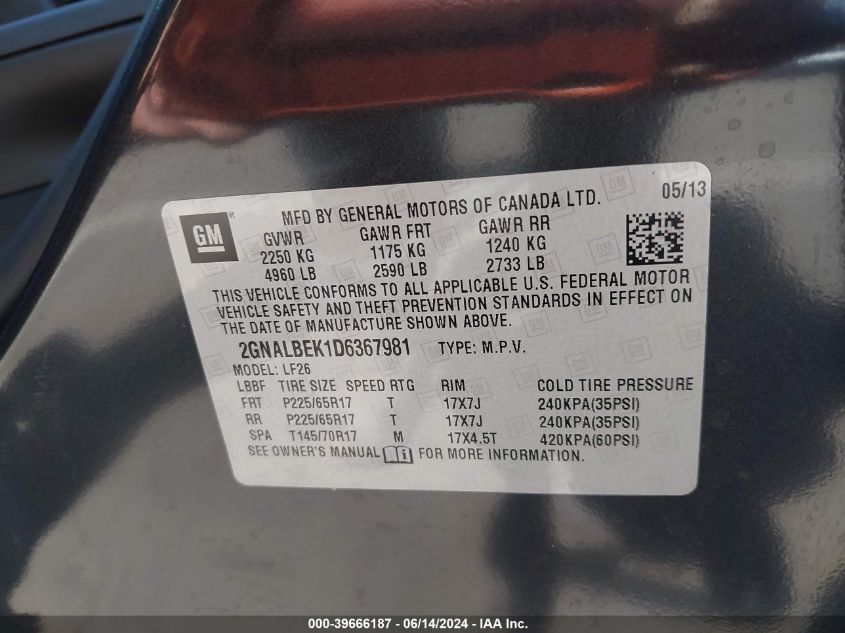 GM
®
MFD BY GENERAL MOTORS OF CANADA LTD.
05/13
GVWR GAWR FRT GAWR RR
2250 KG 1175 KG 1240 KG
4960 LB 2590 LB 2733 LB
THIS VEHICLE CONFORMS TO ALL APPLICABLE U.S. FEDERAL MOTOR
VEHICLE SAFETY AND THEFT PREVENTION STANDARDS IN EFFECT ON
THE DATE OF MANUFACTURE SHOWN ABOVE.
2GNALBEK1D6367981 TYPE: M.P.V.
MODEL: LF26
LBBF TIRE SIZE SPEED RTG RIM COLD TIRE PRESSURE
FRT P225/65R17 T 17X7J 240KPA(35PSI)
RR P225/65R17 T 17X7J 240KPA(35PSI)
SPA T145/70R17 M 17X4.5T 420KPA(60PSI)
SEE OWNER'S MANUAL FOR MORE INFORMATION.
000-39666187 - 06/14/2024 - IAA Inc.